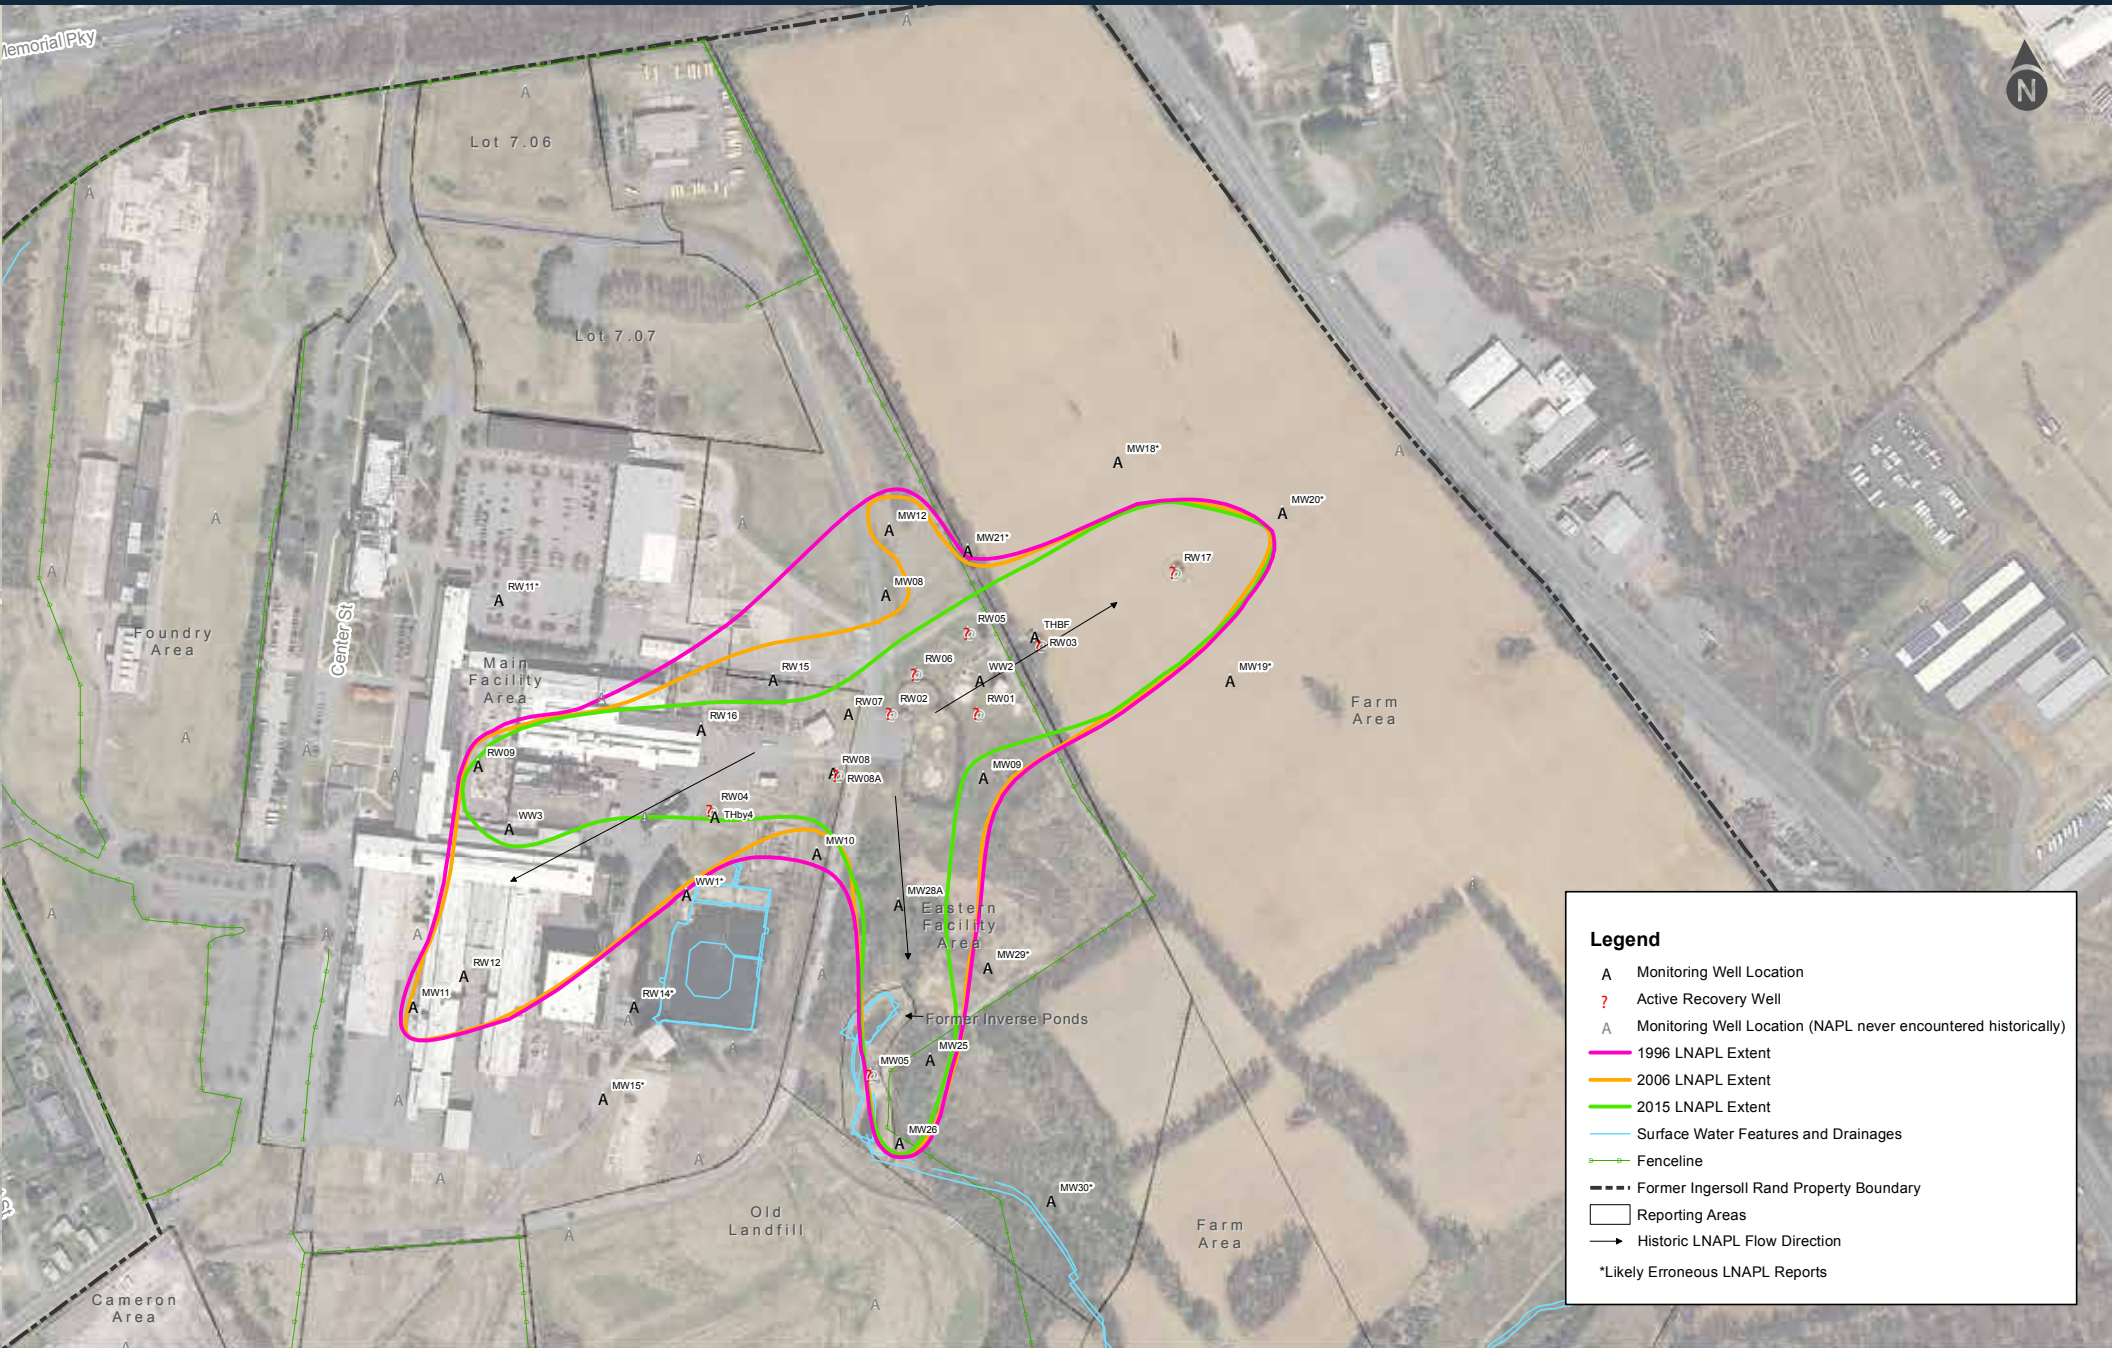 Memorial Pky
N
Lot 7.06
Lot 7.07
MW18*
MW20*
MW12
MW21*
RW17
MW08
RW11*
RW05
THBF
RW03
Foundry
Area
Center St
Main
Facility
Area
RW15
RW06
WW2
MW19*
RW07
RW02
RW01
Farm
Area
RW16
RW09
RW08
RW08A
MW09
RW04
THby4
WW3
MW10
WW1*
MW28A
Eastern
Facility
Area
MW29*
RW12
MW11
RW14*
Former Inverse Ponds
MW25
MW05
MW15*
MW26
MW30*
Old
Landfill
Farm
Area
Cameron
Area
St
Legend
A Monitoring Well Location
? Active Recovery Well
A Monitoring Well Location (NAPL never encountered historically)
1996 LNAPL Extent
2006 LNAPL Extent
2015 LNAPL Extent
Surface Water Features and Drainages
Fenceline
Former Ingersoll Rand Property Boundary
Reporting Areas
Historic LNAPL Flow Direction
*Likely Erroneous LNAPL Reports